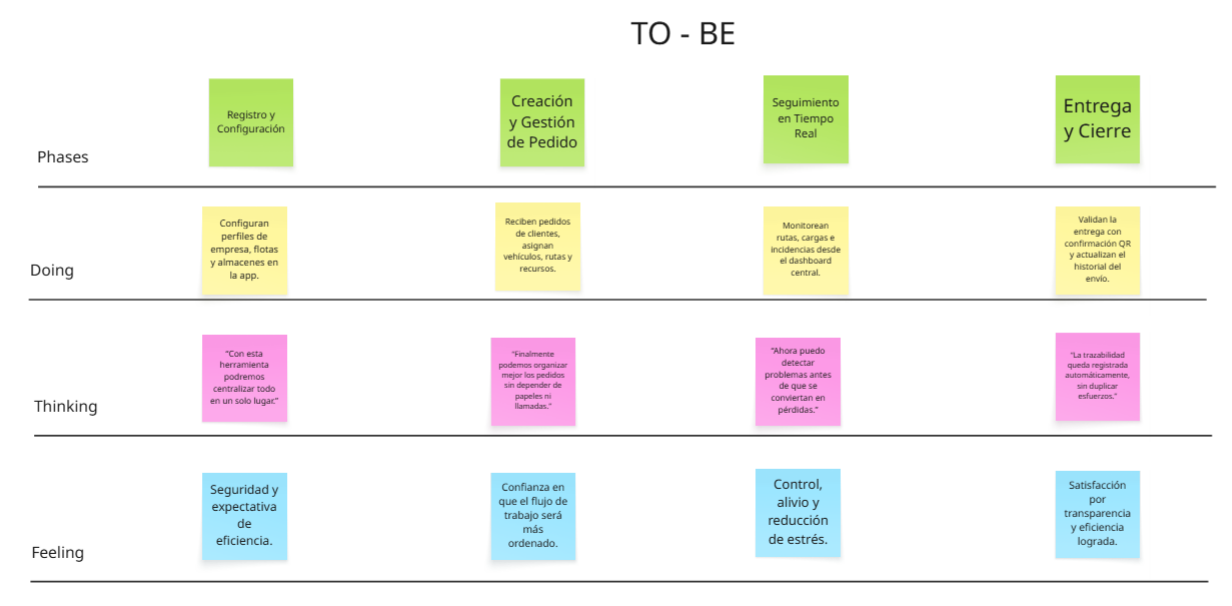 TO - BE
Registro y
Configuración
Creación
y Gestión
de Pedido
Seguimiento
en Tiempo
Real
Entrega
y Cierre
Phases
Configuran
perfiles de
empresa, flotas
y almacenes en
la app.
Reciben pedidos
de clientes,
asignan
vehículos, rutas y
recursos.
Monitorean
rutas, cargas e
incidencias desde
el dashboard
central.
Validan la
entrega con
confirmación QR
y actualizan el
historial del
envío.
Doing
"Con esta
herramienta
podremos
centralizar todo
en un solo lugar."
"Finalmente
podemos organizar
mejor los pedidos
sin depender de
papeles ni
llamadas."
"Ahora puedo
detectar
problemas antes
de que se
conviertan en
pérdidas."
"La trazabilidad
queda registrada
automáticamente,
sin duplicar
esfuerzos."
Thinking
Seguridad y
expectativa
de
eficiencia.
Confianza en
que el flujo de
trabajo será
más
ordenado.
Control,
alivio y
reducción
de estrés.
Satisfacción
por
transparencia
y eficiencia
lograda.
Feeling